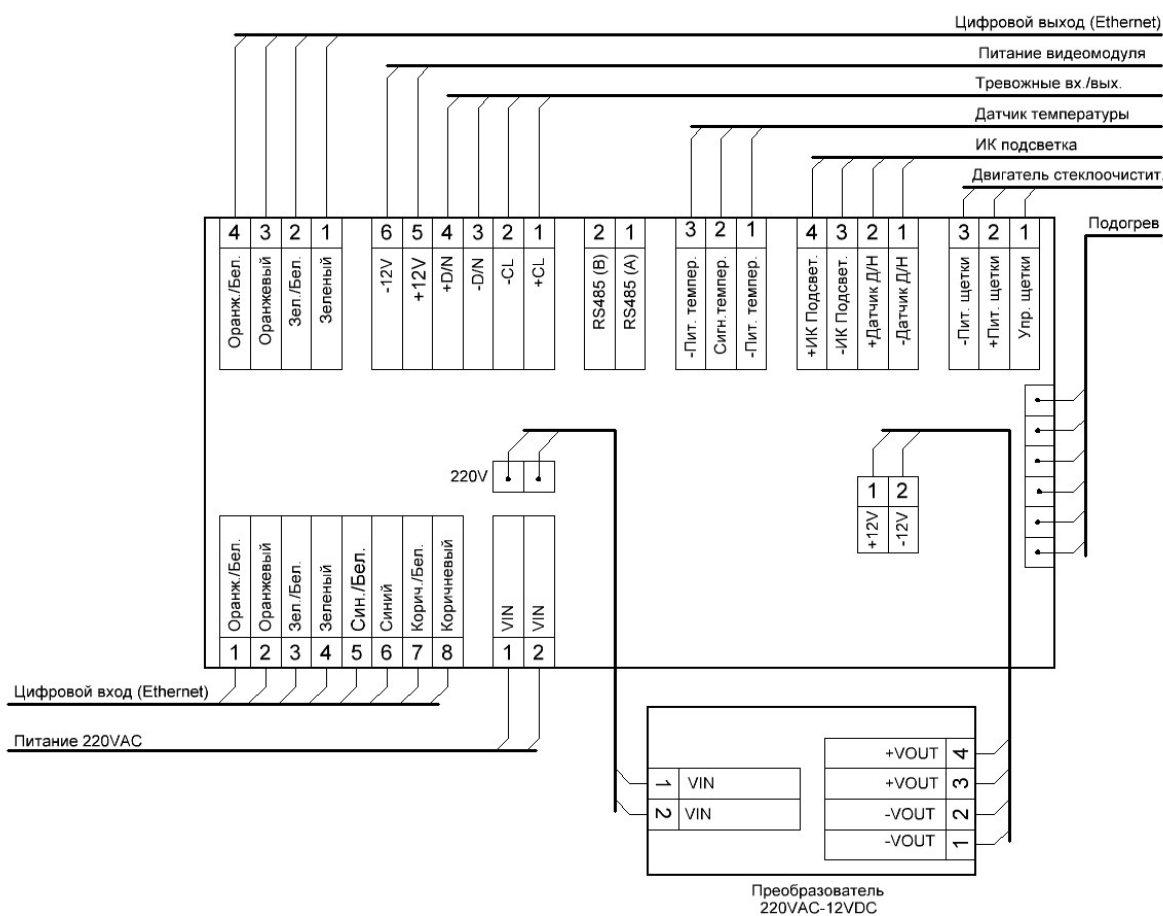 Цифровой выход (Ethernet)
Питание видеомодуля
Тревожные вх./вых.
Датчик температуры
ИК подсветка
Двигатель стеклоочистит.
Подогрев
4 3 2 1
Оранж./Бел.
Оранжевый
Зел./Бел.
Зеленый
6 5 4 3 2 1
-12V
+12V
+D/N
-D/N
-CL
+CL
2 1
RS485 (B)
RS485 (A)
3 2 1
-Пит. темпер.
Сигн.темпер.
-Пит. темпер.
4 3 2 1
+ИК Подсвет.
-ИК Подсвет.
+Датчик Д/Н
-Датчик Д/Н
3 2 1
-Пит. щетки
+Пит. щетки
Упр. щетки
220V
1 2
+12V
-12V
Оранж./Бел.
Оранжевый
Зел./Бел.
Зеленый
Син./Бел.
Синий
Корич./Бел.
Коричневый
1 2 3 4 5 6 7 8
VIN
VIN
1 2
Цифровой вход (Ethernet)
Питание 220VAC
1 VIN
2 VIN
+VOUT 4
+VOUT 3
-VOUT 2
-VOUT 1
Преобразователь
220VAC-12VDC